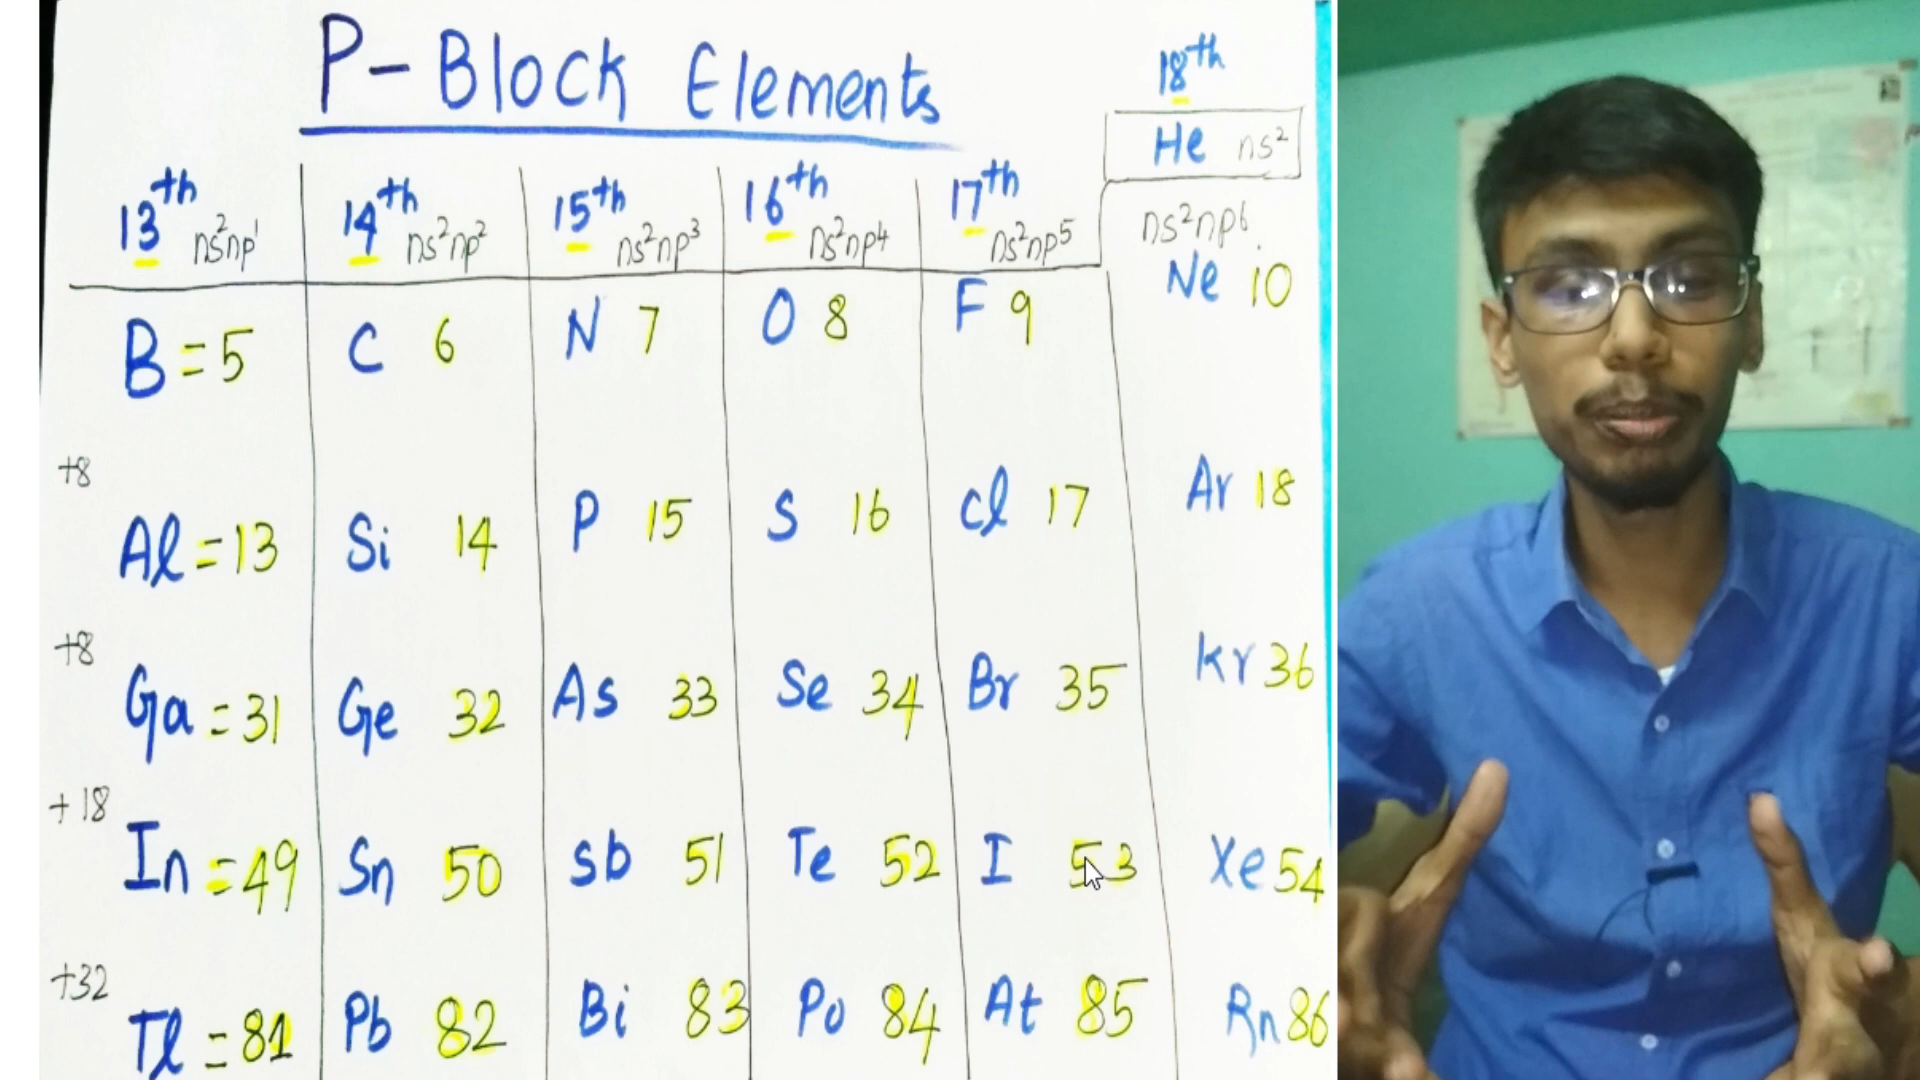 P-Block Elements
18th
He ns²
13th ns²np¹ 14th ns²np² 15th ns²np³ 16th ns²np4 17th ns²np5 ns²np6
B = 5 C 6 N 7 O 8 F 9 Ne 10
+8
Al = 13 Si 14 P 15 S 16 Cl 17 Ar 18
+8
Ga = 31 Ge 32 As 33 Se 34 Br 35 Kr 36
+18
In = 49 Sn 50 Sb 51 Te 52 I 53 Xe 54
+32
Tl = 81 Pb 82 Bi 83 Po 84 At 85 Rn 86